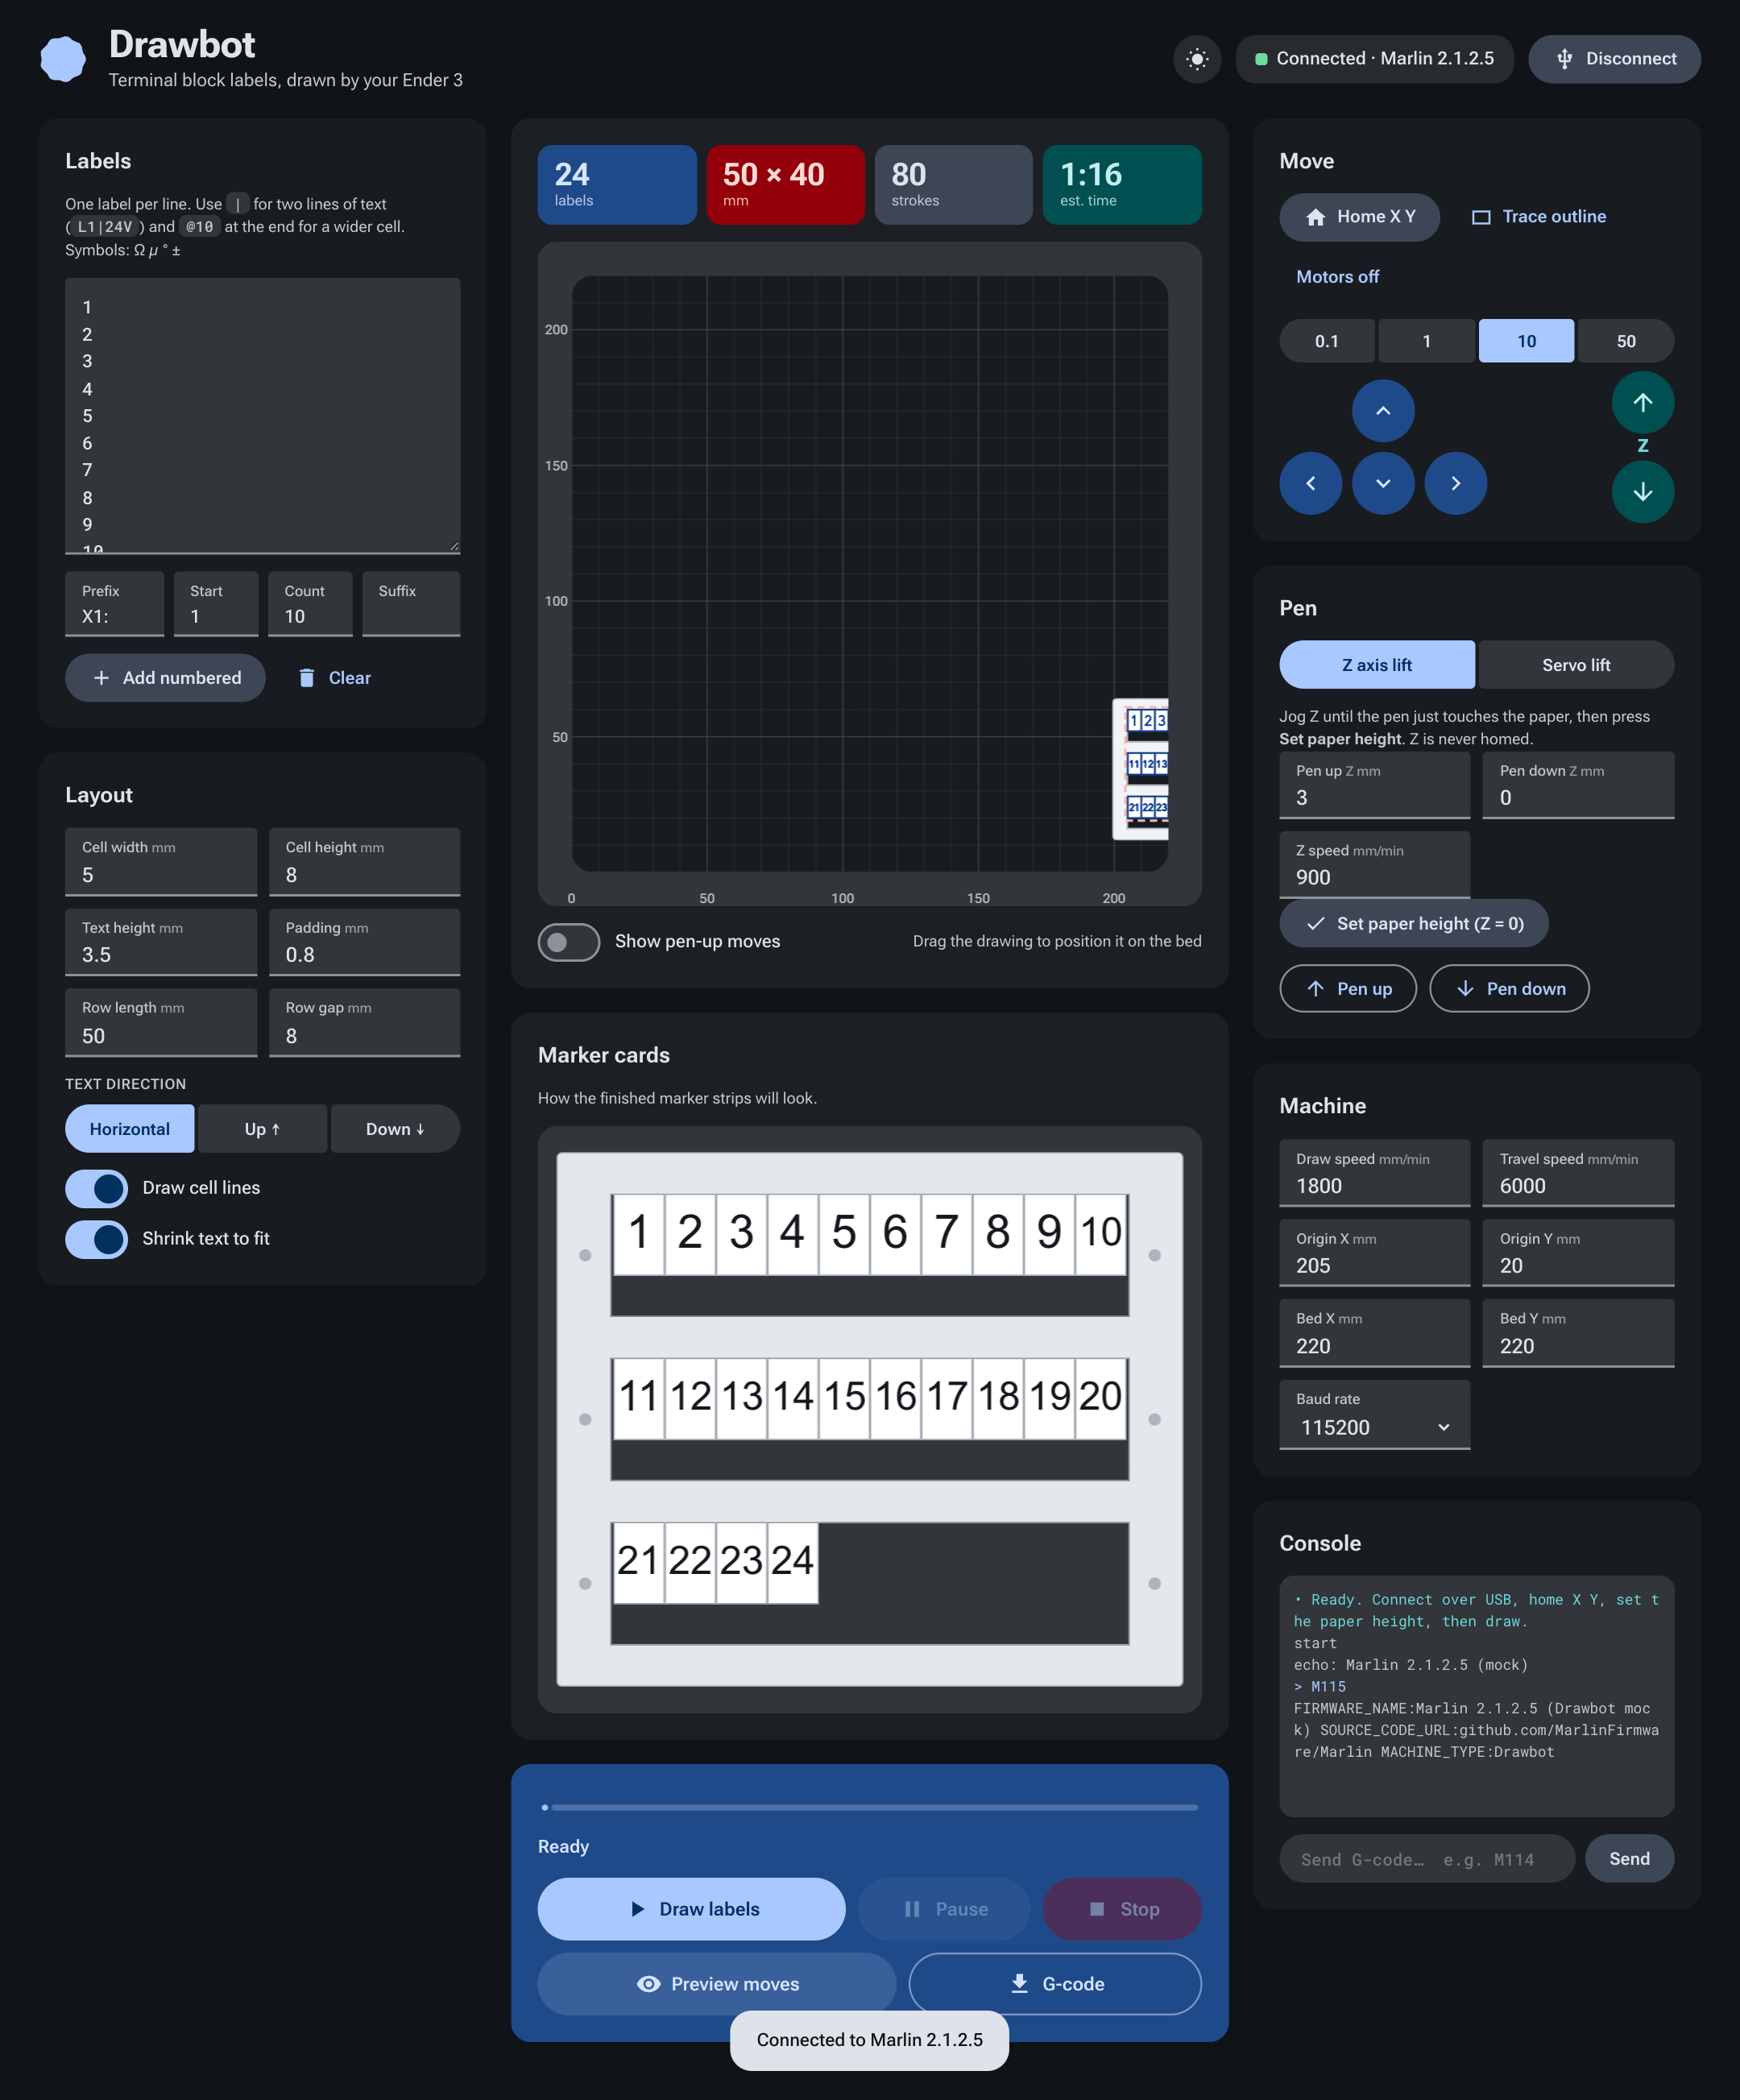 Drawbot
Terminal block labels, drawn by your Ender 3
Connected · Marlin 2.1.2.5
Disconnect
Labels
One label per line. Use | for two lines of text
( L1|24V ) and @10 at the end for a wider cell.
Symbols: Ω µ ° ±
1
2
3
4
5
6
7
8
9
10
Prefix
X1:
Start
1
Count
10
Suffix
Add numbered
Clear
Layout
Cell width mm
5
Cell height mm
8
Text height mm
3.5
Padding mm
0.8
Row length mm
50
Row gap mm
8
TEXT DIRECTION
Horizontal
Up ↑
Down ↓
Draw cell lines
Shrink text to fit
24
labels
50 × 40
mm
80
strokes
1:16
est. time
200
150
100
50
0 50 100 150 200
1 2 3
11 12 13
21 22 23
Show pen-up moves
Drag the drawing to position it on the bed
Marker cards
How the finished marker strips will look.
1 2 3 4 5 6 7 8 9 10
11 12 13 14 15 16 17 18 19 20
21 22 23 24
Ready
Draw labels
Pause
Stop
Preview moves
G-code
Connected to Marlin 2.1.2.5
Move
Home X Y
Trace outline
Motors off
0.1
1
10
50
Z
Pen
Z axis lift
Servo lift
Jog Z until the pen just touches the paper, then press
Set paper height. Z is never homed.
Pen up Z mm
3
Pen down Z mm
0
Z speed mm/min
900
Set paper height (Z = 0)
Pen up
Pen down
Machine
Draw speed mm/min
1800
Travel speed mm/min
6000
Origin X mm
205
Origin Y mm
20
Bed X mm
220
Bed Y mm
220
Baud rate
115200
Console
• Ready. Connect over USB, home X Y, set t
he paper height, then draw.
start
echo: Marlin 2.1.2.5 (mock)
> M115
FIRMWARE_NAME:Marlin 2.1.2.5 (Drawbot moc
k) SOURCE_CODE_URL:github.com/MarlinFirmwa
re/Marlin MACHINE_TYPE:Drawbot
Send G-code… e.g. M114
Send